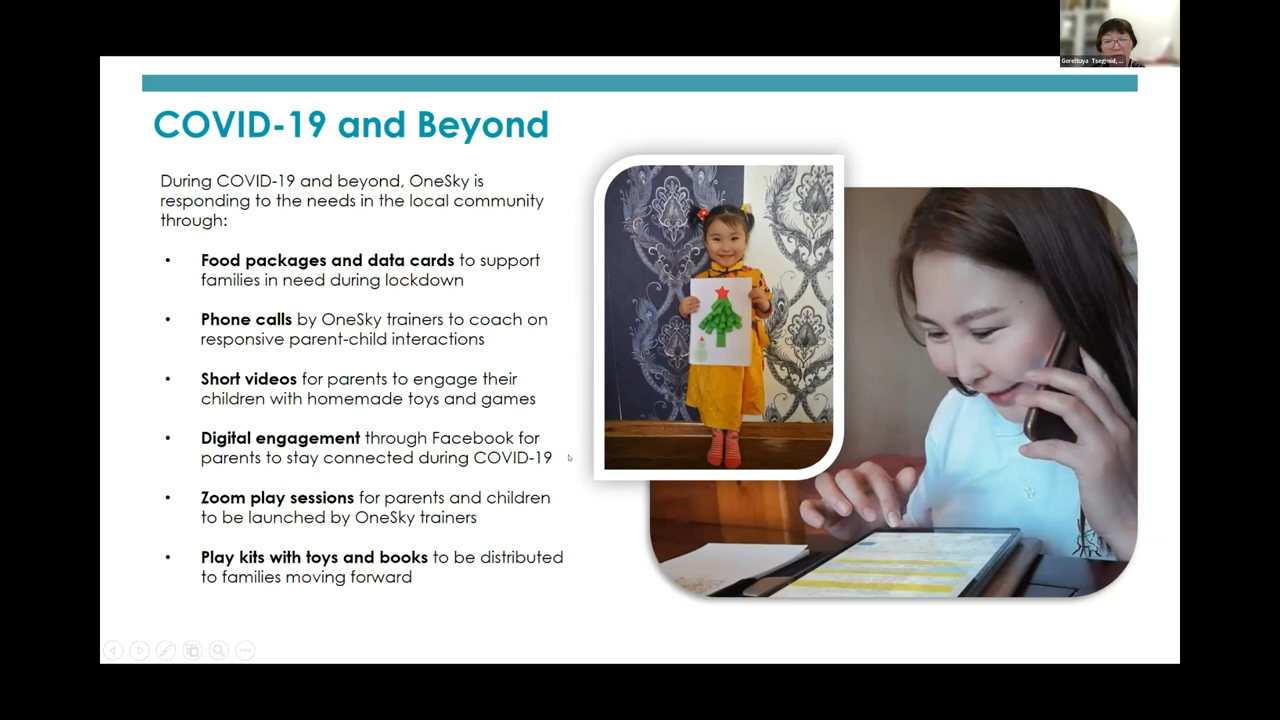 Gereltuya Tsegmid, ...
COVID-19 and Beyond
During COVID-19 and beyond, OneSky is
responding to the needs in the local community
through:
• Food packages and data cards to support
families in need during lockdown
• Phone calls by OneSky trainers to coach on
responsive parent-child interactions
• Short videos for parents to engage their
children with homemade toys and games
• Digital engagement through Facebook for
parents to stay connected during COVID-19
• Zoom play sessions for parents and children
to be launched by OneSky trainers
• Play kits with toys and books to be distributed
to families moving forward